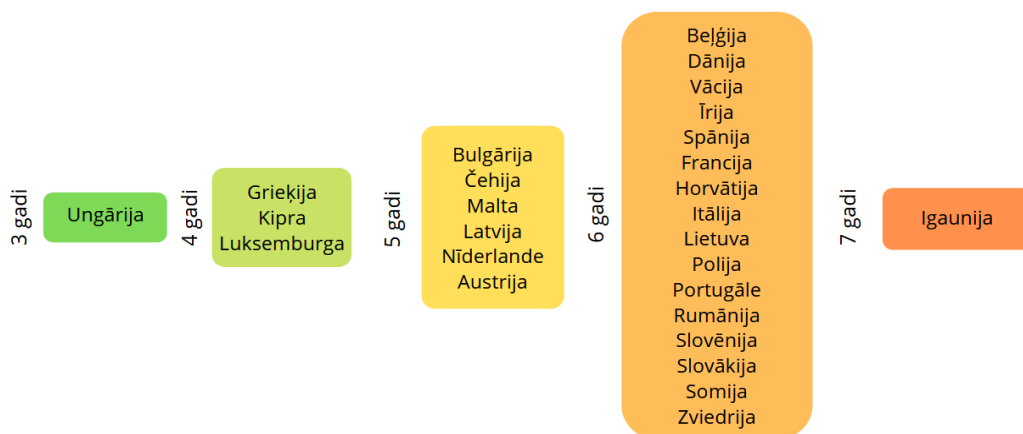 3 gadi
Ungārija
4 gadi
Grieķija
Kipra
Luksemburga
5 gadi
Bulgārija
Čehija
Malta
Latvija
Nīderlande
Austrija
6 gadi
Beļģija
Dānija
Vācija
Īrija
Spānija
Francija
Horvātija
Itālija
Lietuva
Polija
Portugāle
Rumānija
Slovēnija
Slovākija
Somija
Zviedrija
7 gadi
Igaunija